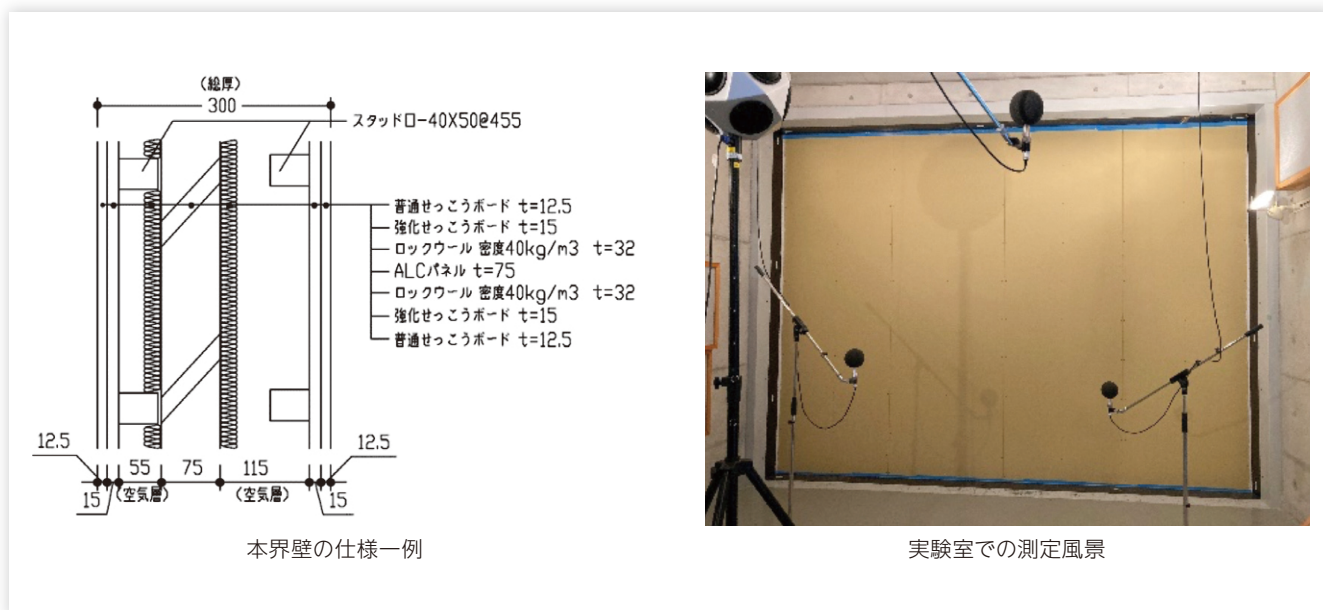 (総厚)
300
スタッドロー40X50@455
普通せっこうボード t=12.5
強化せっこうボード t=15
ロックウール 密度40kg/m3 t=32
ALCパネル t=75
ロックウール 密度40kg/m3 t=32
強化せっこうボード t=15
普通せっこうボード t=12.5
12.5
55
75
115
12.5
15
(空気層)
(空気層)
15
本界壁の仕様一例
実験室での測定風景